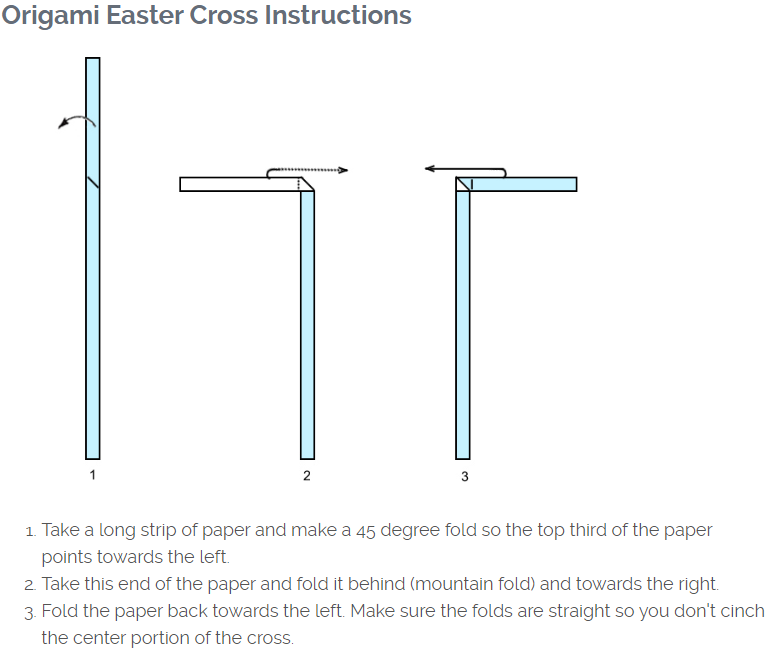 Origami Easter Cross Instructions
1
2
3
1. Take a long strip of paper and make a 45 degree fold so the top third of the paper
points towards the left.
2. Take this end of the paper and fold it behind (mountain fold) and towards the right.
3. Fold the paper back towards the left. Make sure the folds are straight so you don't cinch
the center portion of the cross.